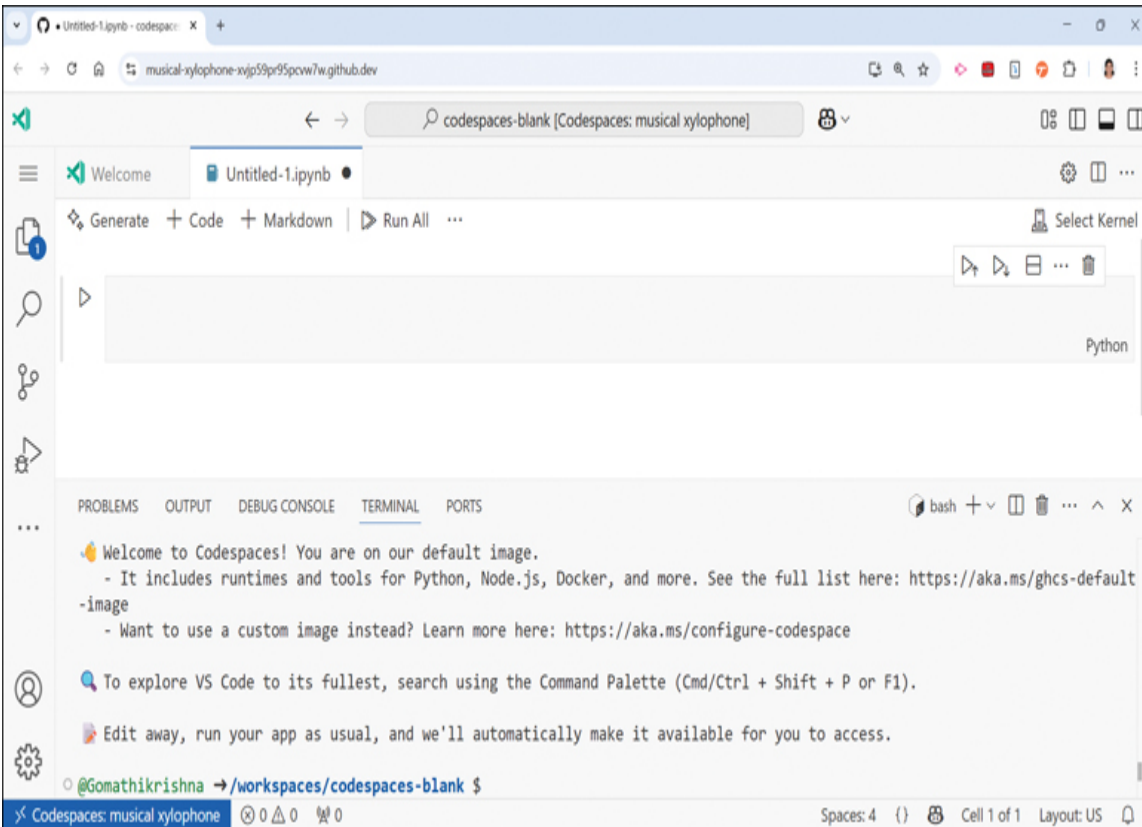 Untitled-1.ipynb - codespace
musical-xylophone-xvjp59pr95pcvw7w.github.dev
codespaces-blank [Codespaces: musical xylophone]
Welcome
Untitled-1.ipynb
Generate
Code
Markdown
Run All
Select Kernel
1
Python
PROBLEMS
OUTPUT
DEBUG CONSOLE
TERMINAL
PORTS
bash
Welcome to Codespaces! You are on our default image.
- It includes runtimes and tools for Python, Node.js, Docker, and more. See the full list here: https://aka.ms/ghcs-default
-image
- Want to use a custom image instead? Learn more here: https://aka.ms/configure-codespace
To explore VS Code to its fullest, search using the Command Palette (Cmd/Ctrl + Shift + P or F1).
Edit away, run your app as usual, and we'll automatically make it available for you to access.
@Gomathikrishna →/workspaces/codespaces-blank $
Codespaces: musical xylophone
0
0
0
Spaces: 4
{}
Cell 1 of 1
Layout: US